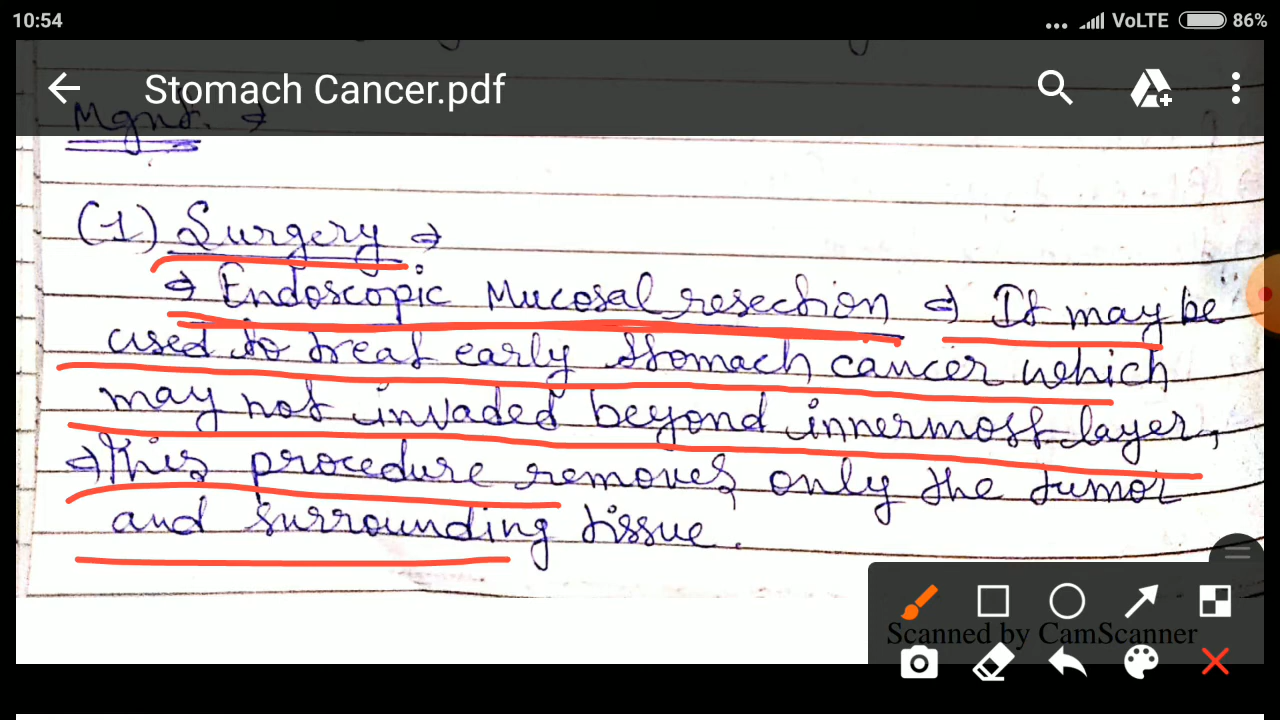 10:54 ... VoLTE 86%
Stomach Cancer.pdf
Mgnt. →
(1) Surgery →
→ Endoscopic Mucosal resection → It may be
used to treat early stomach cancer which
may not invaded beyond innermost layer,
→ This procedure removes only the tumor
and surrounding tissue.
Scanned by CamScanner